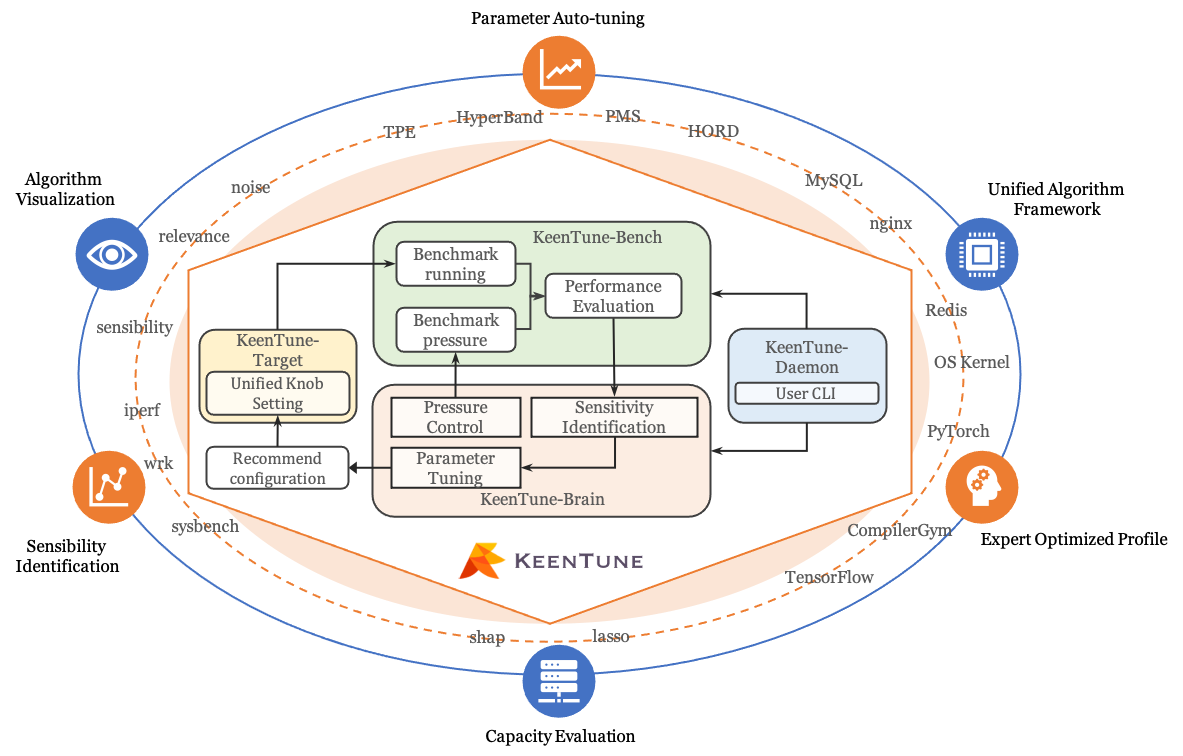 Parameter Auto-tuning
HyperBand
PMS
TPE
HORD
Algorithm
Visualization
noise
MySQL
Unified Algorithm
Framework
relevance
nginx
KeenTune-Bench
Benchmark
running
Performance
Evaluation
Benchmark
pressure
sensibility
Redis
KeenTune-
Target
Unified Knob
Setting
KeenTune-
Daemon
User CLI
OS Kernel
iperf
Pressure
Control
Sensitivity
Identification
PyTorch
wrk
Recommend
configuration
Parameter
Tuning
KeenTune-Brain
sysbench
CompilerGym
Sensibility
Identification
Expert Optimized Profile
KEENTUNE
TensorFlow
shap
lasso
Capacity Evaluation